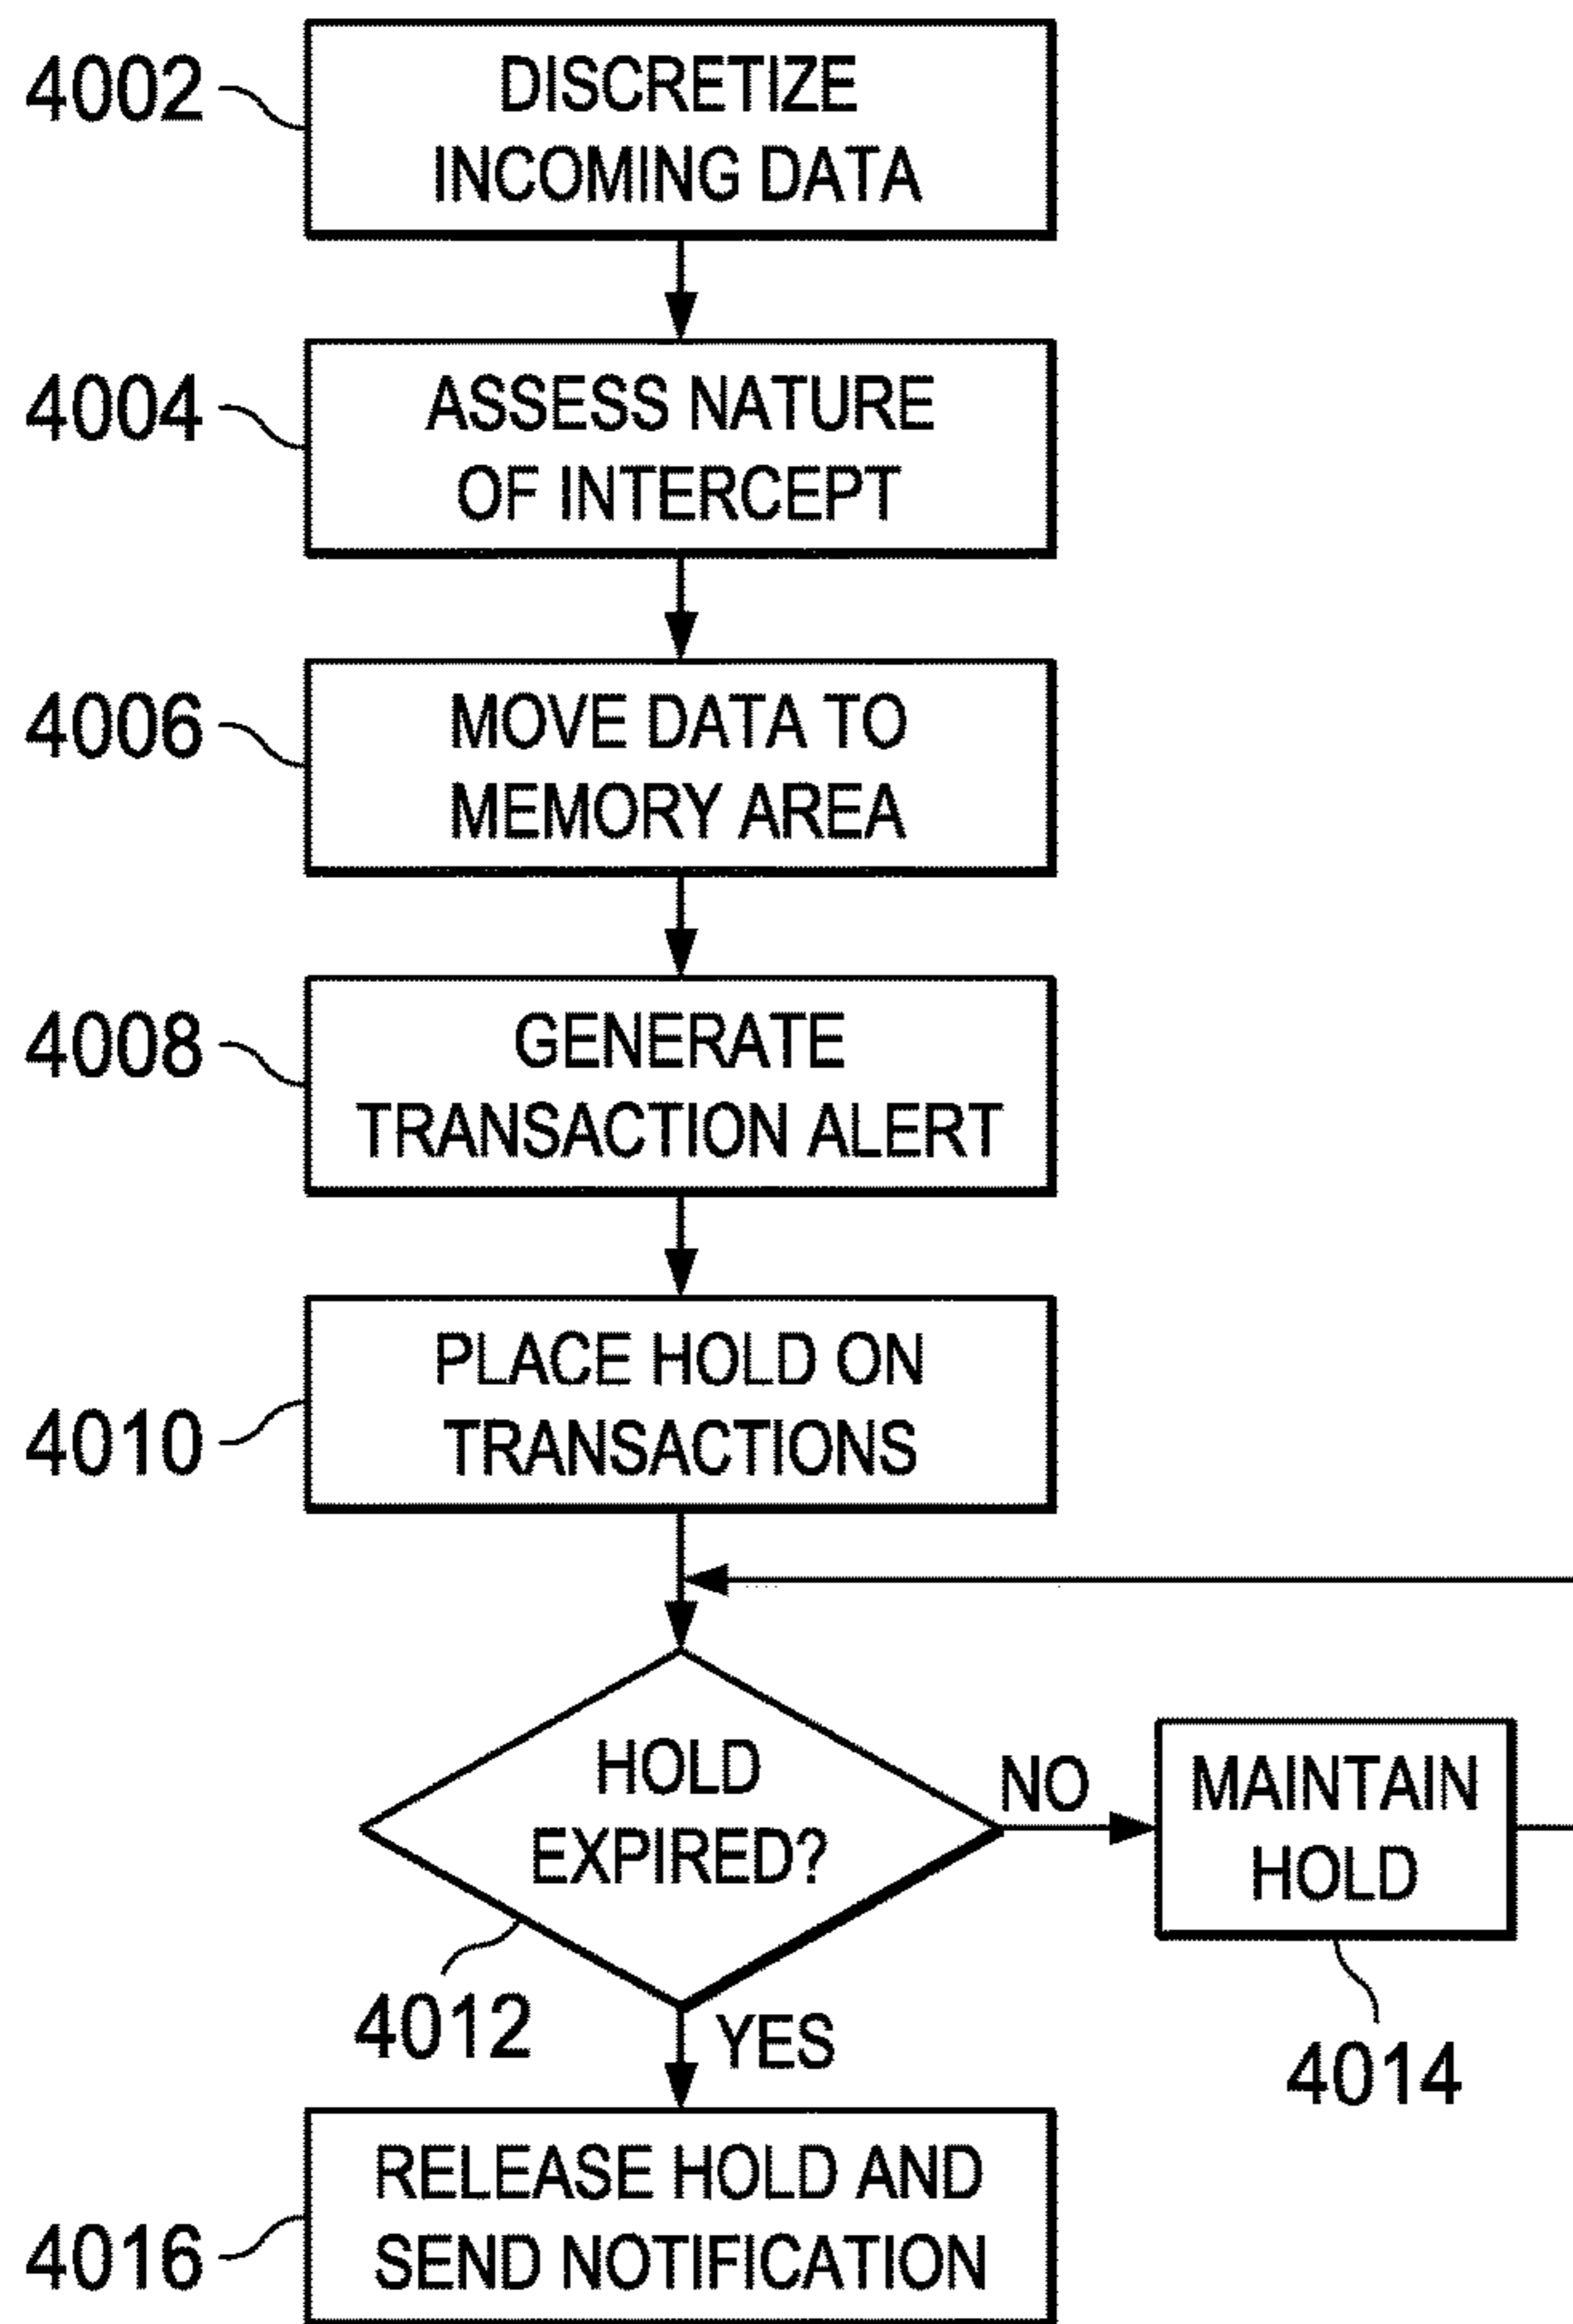 4002
DISCRETIZE
INCOMING DATA
4004
ASSESS NATURE
OF INTERCEPT
4006
MOVE DATA TO
MEMORY AREA
4008
GENERATE
TRANSACTION ALERT
4010
PLACE HOLD ON
TRANSACTIONS
HOLD
EXPIRED?
4012
NO
MAINTAIN
HOLD
4014
YES
4016
RELEASE HOLD AND
SEND NOTIFICATION